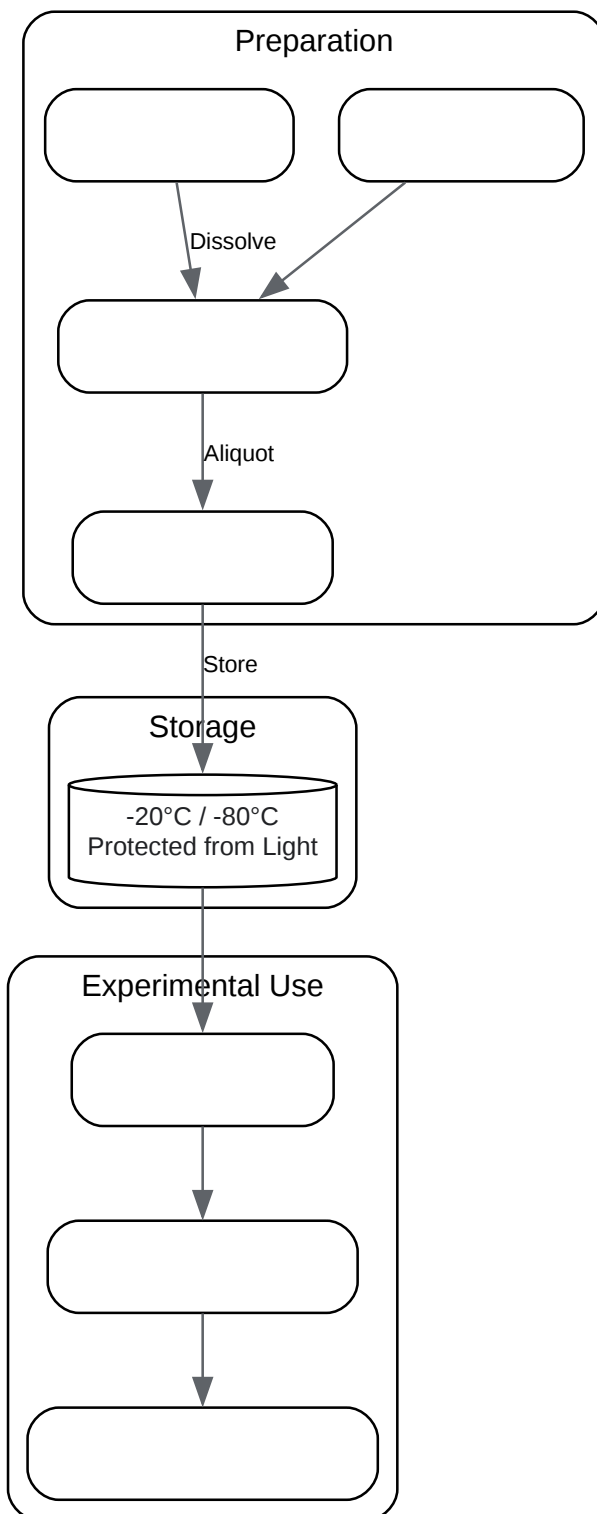 Preparation
Dissolve
Aliquot
Store
Storage
-20°C / -80°C
Protected from Light
Experimental Use